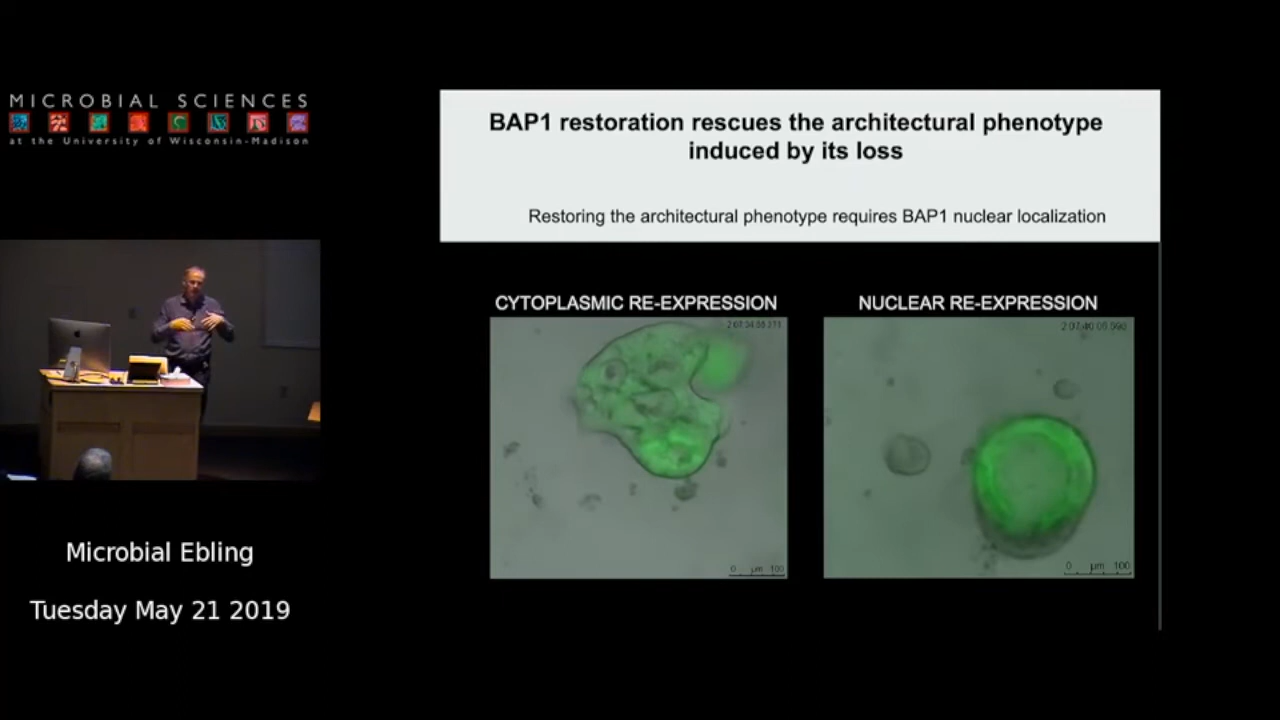 MICROBIAL SCIENCES
at the University of Wisconsin-Madison
BAP1 restoration rescues the architectural phenotype
induced by its loss
Restoring the architectural phenotype requires BAP1 nuclear localization
CYTOPLASMIC RE-EXPRESSION
NUCLEAR RE-EXPRESSION
0 µm 100
0 µm 100
Microbial Ebling
Tuesday May 21 2019